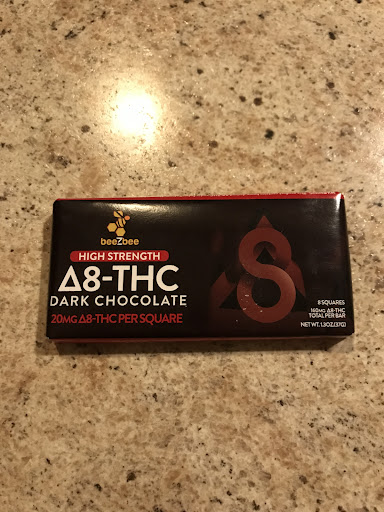 beeZbee
HIGH STRENGTH
Δ8-THC
DARK CHOCOLATE
20MG Δ8-THC PER SQUARE
8
8 SQUARES
160MG Δ8-THC
TOTAL PER BAR
NET WT. 1.3OZ.(37G)